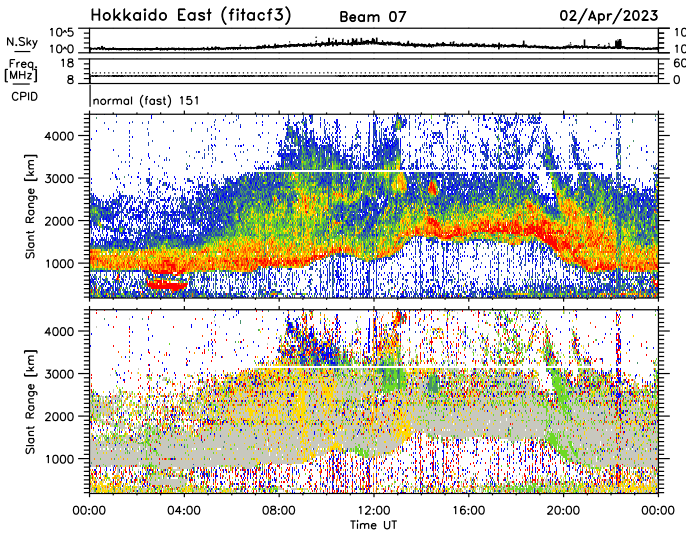 Hokkaido East (fitacf3) Beam 07 02/Apr/2023
N.Sky 10^5 10^0 10
Freq. [MHz] 18 8 60 0
CPID normal (fast) 151
Slant Range [km] 4000 3000 2000 1000
Slant Range [km] 4000 3000 2000 1000
00:00 04:00 08:00 12:00 16:00 20:00 00:00
Time UT